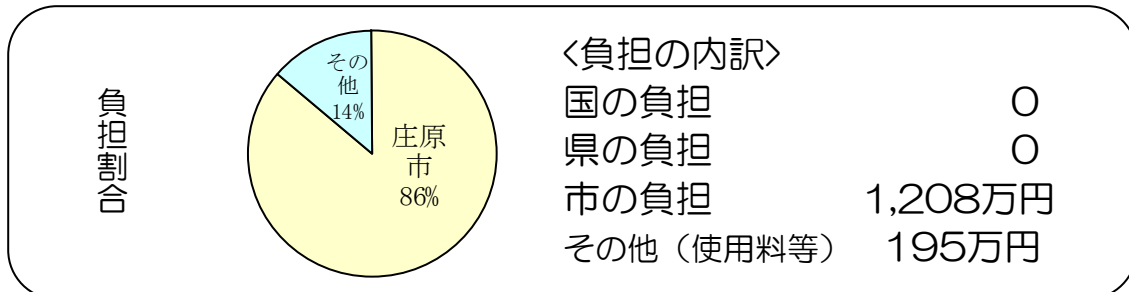 負担割合
その
他
14%
庄原
市
86%
<負担の内訳>
国の負担 0
県の負担 0
市の負担 1,208万円
その他（使用料等） 195万円